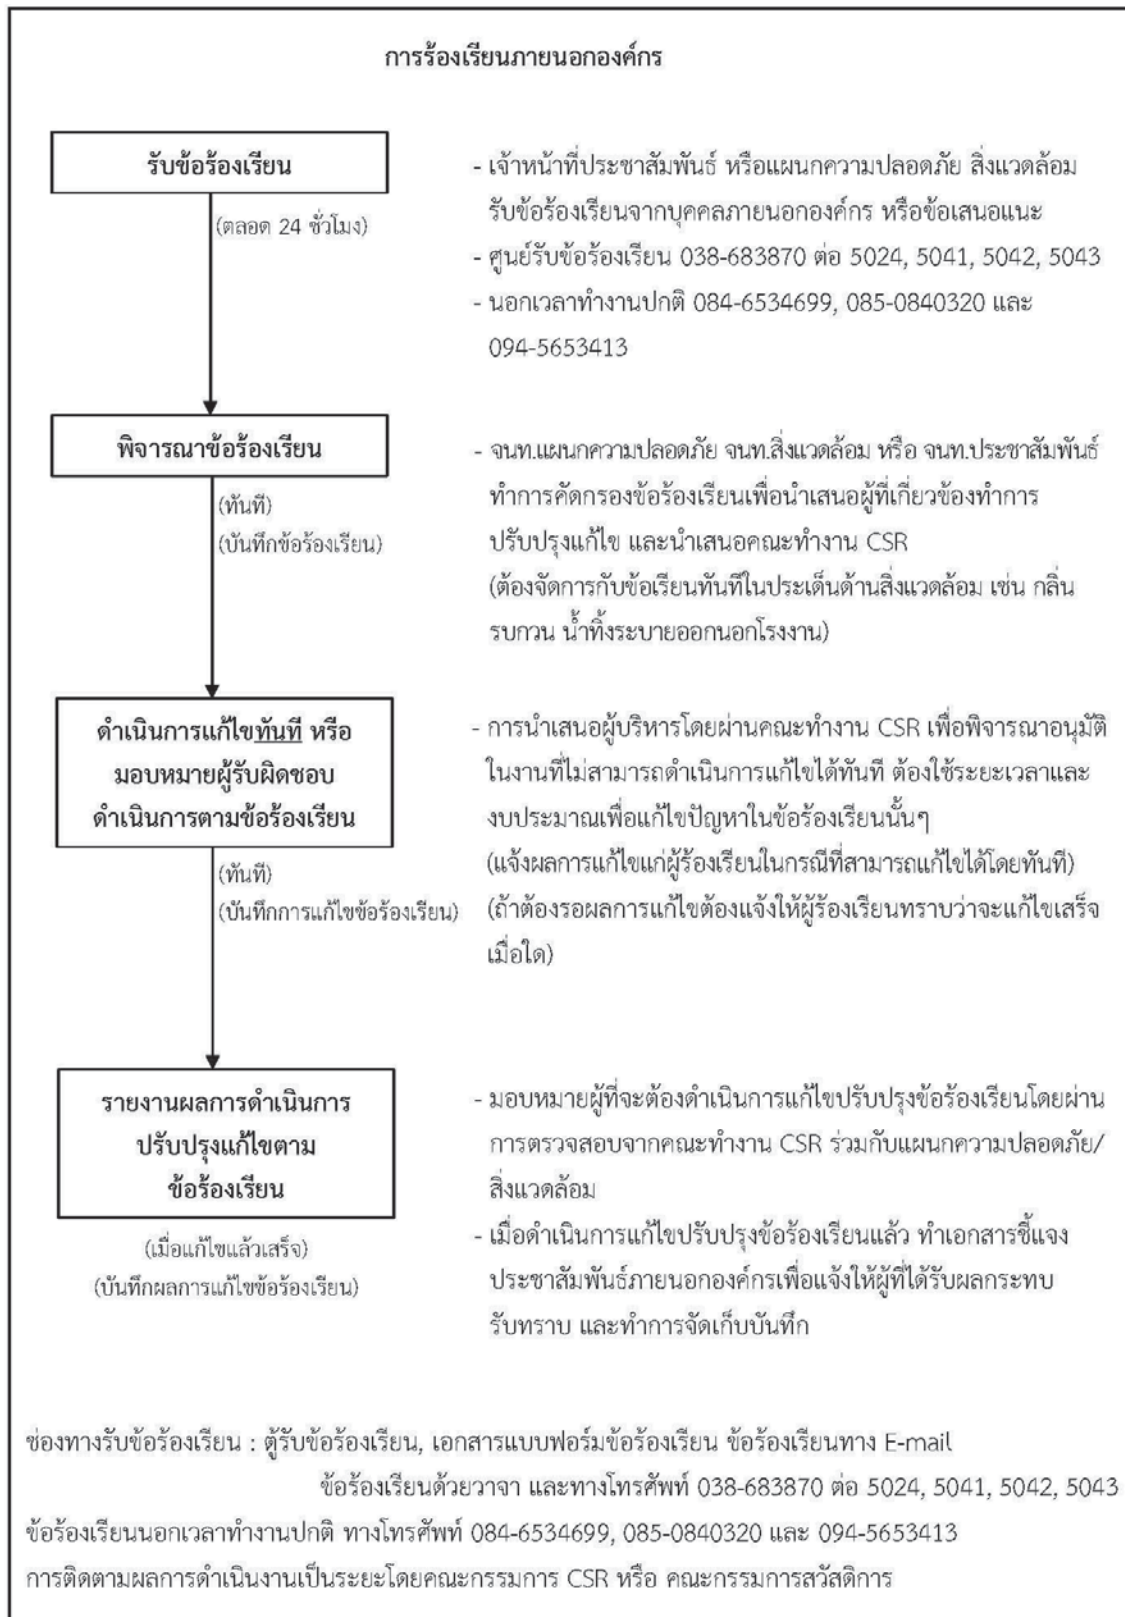 การร้องเรียนภายนอกองค์กร
รับข้อร้องเรียน
(ตลอด 24 ชั่วโมง)
- เจ้าหน้าที่ประชาสัมพันธ์ หรือแผนกความปลอดภัย สิ่งแวดล้อม
รับข้อร้องเรียนจากบุคคลภายนอกองค์กร หรือข้อเสนอแนะ
- ศูนย์รับข้อร้องเรียน 038-683870 ต่อ 5024, 5041, 5042, 5043
- นอกเวลาทำงานปกติ 084-6534699, 085-0840320 และ
094-5653413
พิจารณาข้อร้องเรียน
(ทันที)
(บันทึกข้อร้องเรียน)
- จนท.แผนกความปลอดภัย จนท.สิ่งแวดล้อม หรือ จนท.ประชาสัมพันธ์
ทำการคัดกรองข้อร้องเรียนเพื่อนำเสนอผู้ที่เกี่ยวข้องทำการ
ปรับปรุงแก้ไข และนำเสนอคณะทำงาน CSR
(ต้องจัดการกับข้อเรียนทันทีในประเด็นด้านสิ่งแวดล้อม เช่น กลิ่น
รบกวน น้ำทิ้งระบายออกนอกโรงงาน)
ดำเนินการแก้ไขทันที หรือ
มอบหมายผู้รับผิดชอบ
ดำเนินการตามข้อร้องเรียน
(ทันที)
(บันทึกการแก้ไขข้อร้องเรียน)
- การนำเสนอผู้บริหารโดยผ่านคณะทำงาน CSR เพื่อพิจารณาอนุมัติ
ในงานที่ไม่สามารถดำเนินการแก้ไขได้ทันที ต้องใช้ระยะเวลาและ
งบประมาณเพื่อแก้ไขปัญหาในข้อร้องเรียนนั้นๆ
(แจ้งผลการแก้ไขแก่ผู้ร้องเรียนในกรณีที่สามารถแก้ไขได้โดยทันที)
(ถ้าต้องรอผลการแก้ไขต้องแจ้งให้ผู้ร้องเรียนทราบว่าจะแก้ไขเสร็จ
เมื่อใด)
รายงานผลการดำเนินการ
ปรับปรุงแก้ไขตาม
ข้อร้องเรียน
(เมื่อแก้ไขแล้วเสร็จ)
(บันทึกผลการแก้ไขข้อร้องเรียน)
- มอบหมายผู้ที่จะต้องดำเนินการแก้ไขปรับปรุงข้อร้องเรียนโดยผ่าน
การตรวจสอบจากคณะทำงาน CSR ร่วมกับแผนกความปลอดภัย/
สิ่งแวดล้อม
- เมื่อดำเนินการแก้ไขปรับปรุงข้อร้องเรียนแล้ว ทำเอกสารชี้แจง
ประชาสัมพันธ์ภายนอกองค์กรเพื่อแจ้งให้ผู้ที่ได้รับผลกระทบ
รับทราบ และทำการจัดเก็บบันทึก
ช่องทางรับข้อร้องเรียน : ตู้รับข้อร้องเรียน, เอกสารแบบฟอร์มข้อร้องเรียน ข้อร้องเรียนทาง E-mail
ข้อร้องเรียนด้วยวาจา และทางโทรศัพท์ 038-683870 ต่อ 5024, 5041, 5042, 5043
ข้อร้องเรียนนอกเวลาทำงานปกติ ทางโทรศัพท์ 084-6534699, 085-0840320 และ 094-5653413
การติดตามผลการดำเนินงานเป็นระยะโดยคณะกรรมการ CSR หรือ คณะกรรมการสวัสดิการ